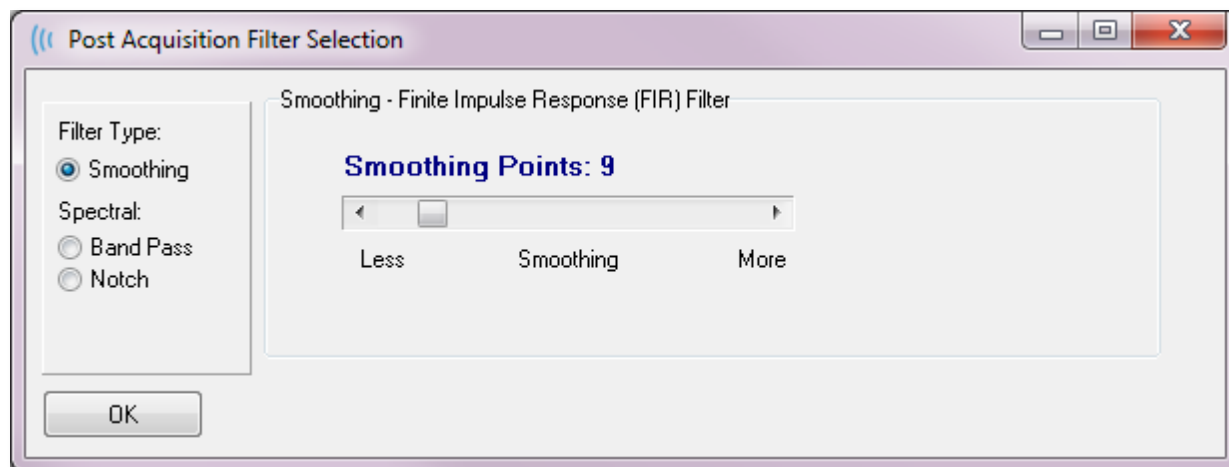 Post Acquisition Filter Selection
Filter Type:
Smoothing
Spectral:
Band Pass
Notch
Smoothing - Finite Impulse Response (FIR) Filter
Smoothing Points: 9
Less Smoothing More
OK